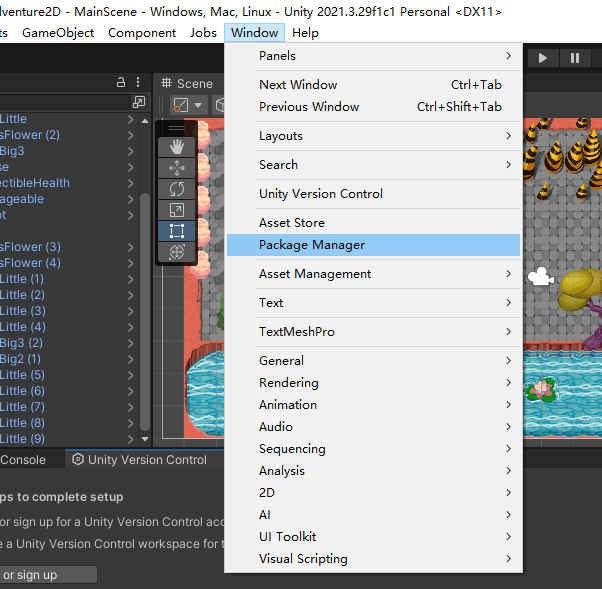 dventure2D - MainScene - Windows, Mac, Linux - Unity 2021.3.29f1c1 Personal <DX11>
ts GameObject Component Jobs Window Help
Panels
Next Window Ctrl+Tab
Previous Window Ctrl+Shift+Tab
Layouts
Search
Unity Version Control
Asset Store
Package Manager
Asset Management
Text
TextMeshPro
General
Rendering
Animation
Audio
Sequencing
Analysis
2D
AI
UI Toolkit
Visual Scripting
Scene
Little
sFlower (2)
Big3
se
ectibleHealth
ageable
ot
sFlower (3)
sFlower (4)
Little (1)
Little (2)
Little (3)
Little (4)
Big3 (2)
Big2 (1)
Little (5)
Little (6)
Little (7)
Little (8)
Little (9)
Console Unity Version Control
ps to complete setup
or sign up for a Unity Version Control acc
e a Unity Version Control workspace for t
or sign up